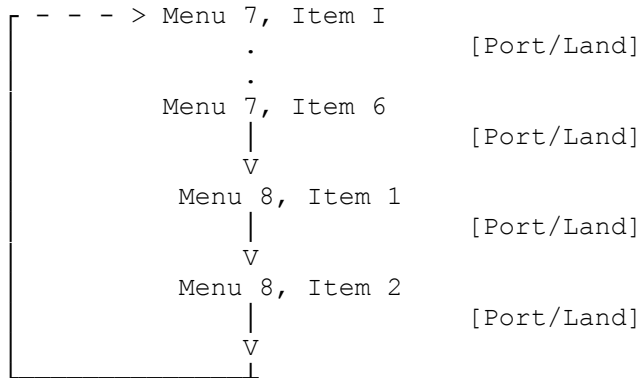 - - - > Menu 7, Item I
. [Port/Land]
.
Menu 7, Item 6
[Port/Land]
V
Menu 8, Item 1
[Port/Land]
V
Menu 8, Item 2
[Port/Land]
V